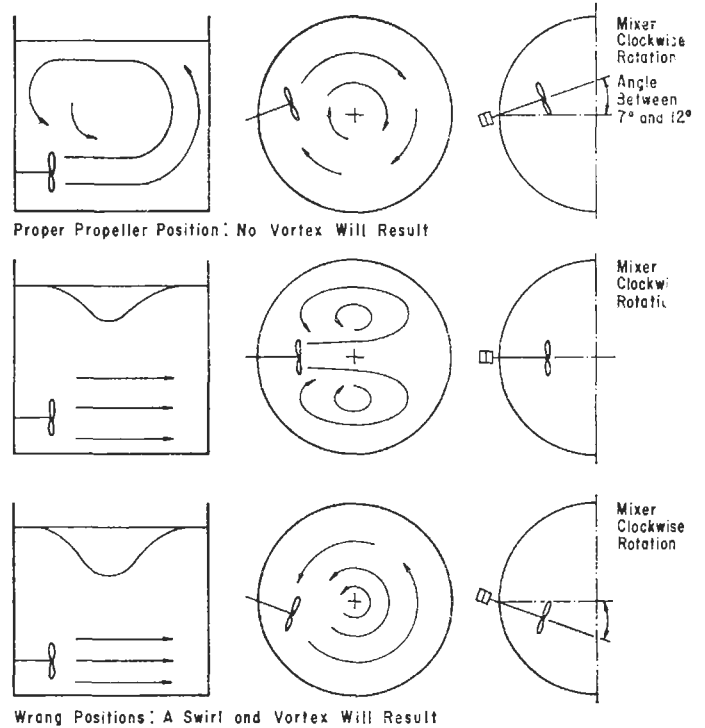 Mixer
Clockwise
Rotation
Angle
Between
7° and 12°
Proper Propeller Position: No Vortex Will Result
Mixer
Clockwi
Rotati
Mixer
Clockwise
Rotation
Wrang Positions: A Swirl and Vortex Will Result